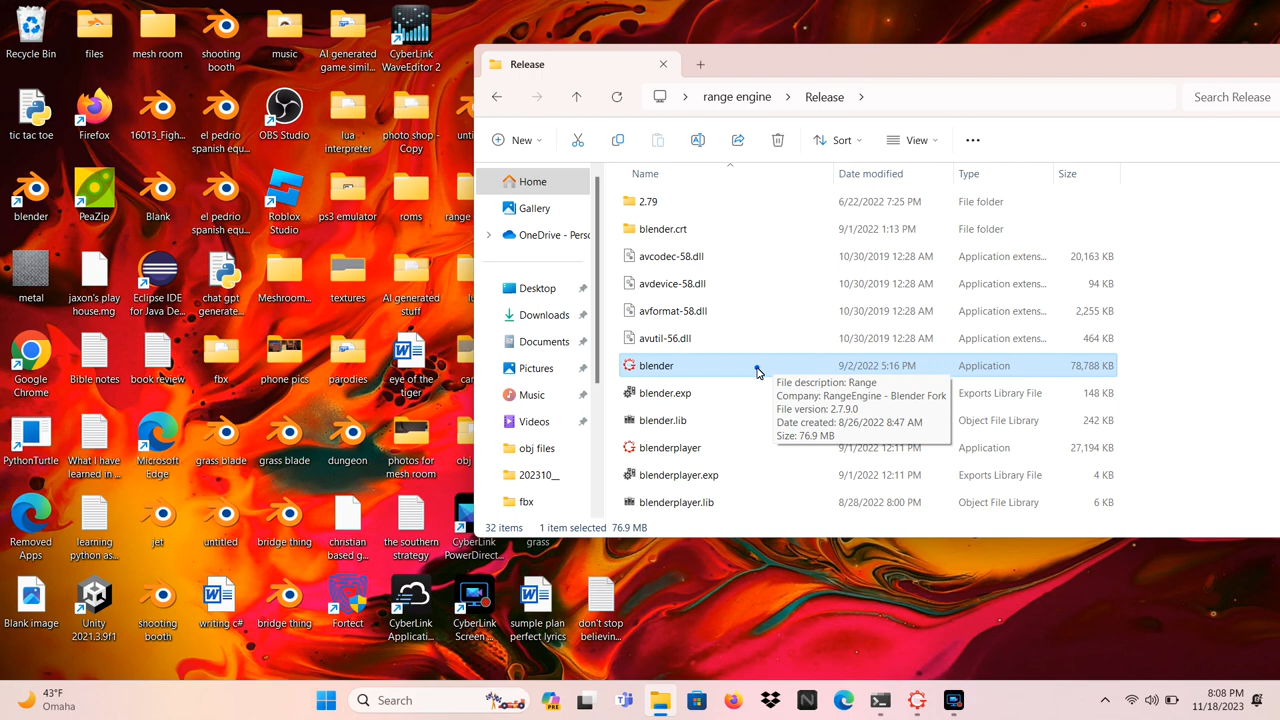 Recycle Bin
files
mesh room
shooting
booth
music
AI generated
game simil...
CyberLink
WaveEditor 2
tic tac toe
Firefox
16013_Figh...
el pedrio
spanish equ...
OBS Studio
lua
interpreter
photo shop -
Copy
unti
blender
PeaZip
Blank
el pedrio
spanish equ...
Roblox
Studio
ps3 emulator
roms
range
metal
jaxon's play
house.mg
Eclipse IDE
for Java De...
chat gpt
generate...
Meshroom...
textures
AI generated
stuff
Google
Chrome
Bible notes
book review
fbx
phone pics
parodies
eye of the
tiger
PythonTurtle
What I have
learned in ...
Microsoft
Edge
grass blade
grass blade
dungeon
photos for
mesh room
obj
Removed
Apps
learning
python as...
jet
untitled
bridge thing
christian
based g...
the southern
strategy
CyberLink
PowerDirect...
grass
Blank image
Unity
2021.3.9f1
shooting
booth
writing c#
bridge thing
Fortect
CyberLink
Applicati...
CyberLink
Screen ...
sumple plan
perfect lyrics
don't stop
believin...
Release
range engine
Release
Search Release
New
Sort
View
Home
Gallery
OneDrive - Perso
Desktop
Downloads
Documents
Pictures
Music
Videos
obj files
202310__
fbx
Name Date modified Type Size
2.79 6/22/2022 7:25 PM File folder
blender.crt 9/1/2022 1:13 PM File folder
avcodec-58.dll 10/30/2019 12:28 AM Application extens... 20,163 KB
avdevice-58.dll 10/30/2019 12:28 AM Application extens... 94 KB
avformat-58.dll 10/30/2019 12:28 AM Application extens... 2,255 KB
avutil-56.dll 10/30/2019 12:28 AM Application extens... 464 KB
blender 9/2/2022 5:16 PM Application 78,788 KB
blender.exp Exports Library File 148 KB
blender.lib Object File Library 242 KB
blenderplayer 9/1/2022 12:11 PM Application 27,194 KB
blenderplayer.exp 9/1/2022 12:11 PM Exports Library File 4 KB
blenderplayer.lib 8/28/2022 8:00 PM Object File Library 6 KB
File description: Range
Company: RangeEngine - Blender Fork
File version: 2.7.9.0
Date created: 8/26/2022 8:47 AM
Size: 76.9 MB
32 items 1 item selected 76.9 MB
43°F
Omaha
Search
PRE
8:08 PM
11/18/2023